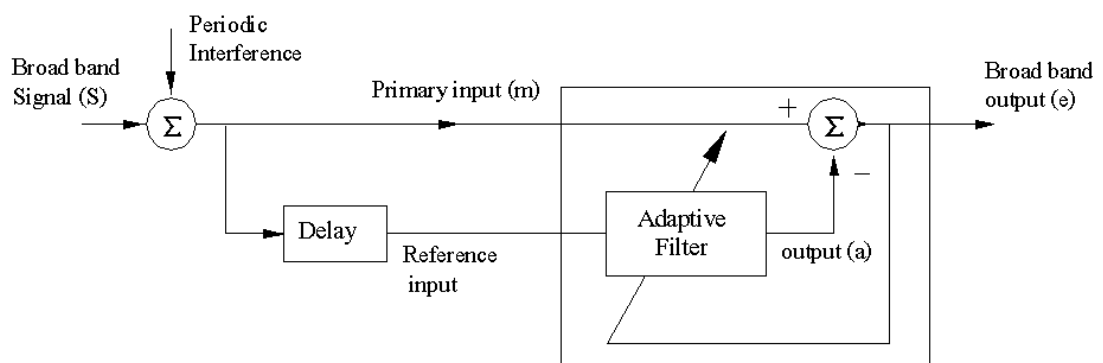 Periodic
Interference
Broad band
Signal (S)
Σ
Primary input (m)
+
Σ
Broad band
output (e)
−
Delay
Reference
input
Adaptive
Filter
output (a)